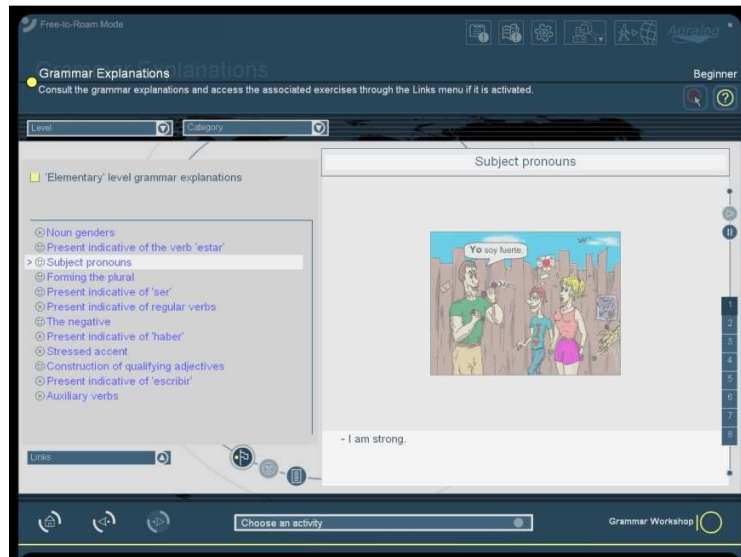 Free-to-Roam Mode
Auralog
Grammar Explanations
Beginner
Consult the grammar explanations and access the associated exercises through the Links menu if it is activated.
Level
Category
'Elementary' level grammar explanations
Noun genders
Present indicative of the verb 'estar'
> Subject pronouns
Forming the plural
Present indicative of 'ser'
Present indicative of regular verbs
The negative
Present indicative of 'haber'
Stressed accent
Construction of qualifying adjectives
Present indicative of 'escribir'
Auxiliary verbs
Links
Subject pronouns
Yo soy fuerte.
- I am strong.
1
2
3
4
5
6
7
8
Choose an activity
Grammar Workshop